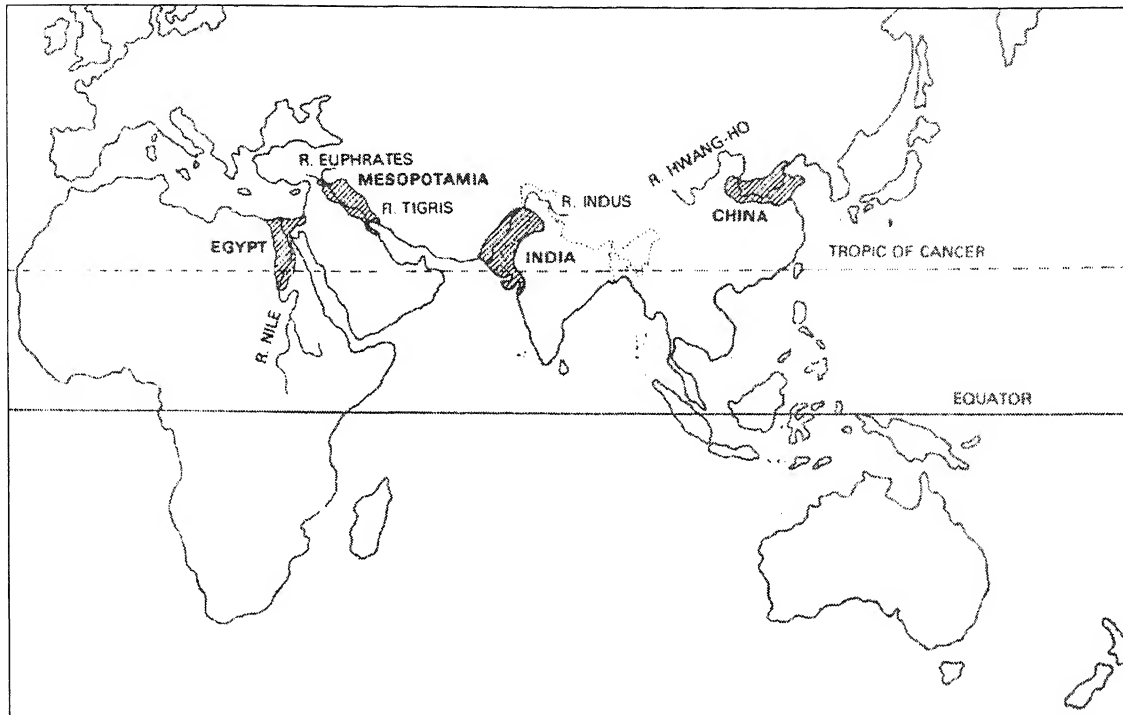 R. EUPHRATES
MESOPOTAMIA
R. TIGRIS
EGYPT
R. NILE
R. INDUS
INDIA
R. HWANG-HO
CHINA
TROPIC OF CANCER
EQUATOR